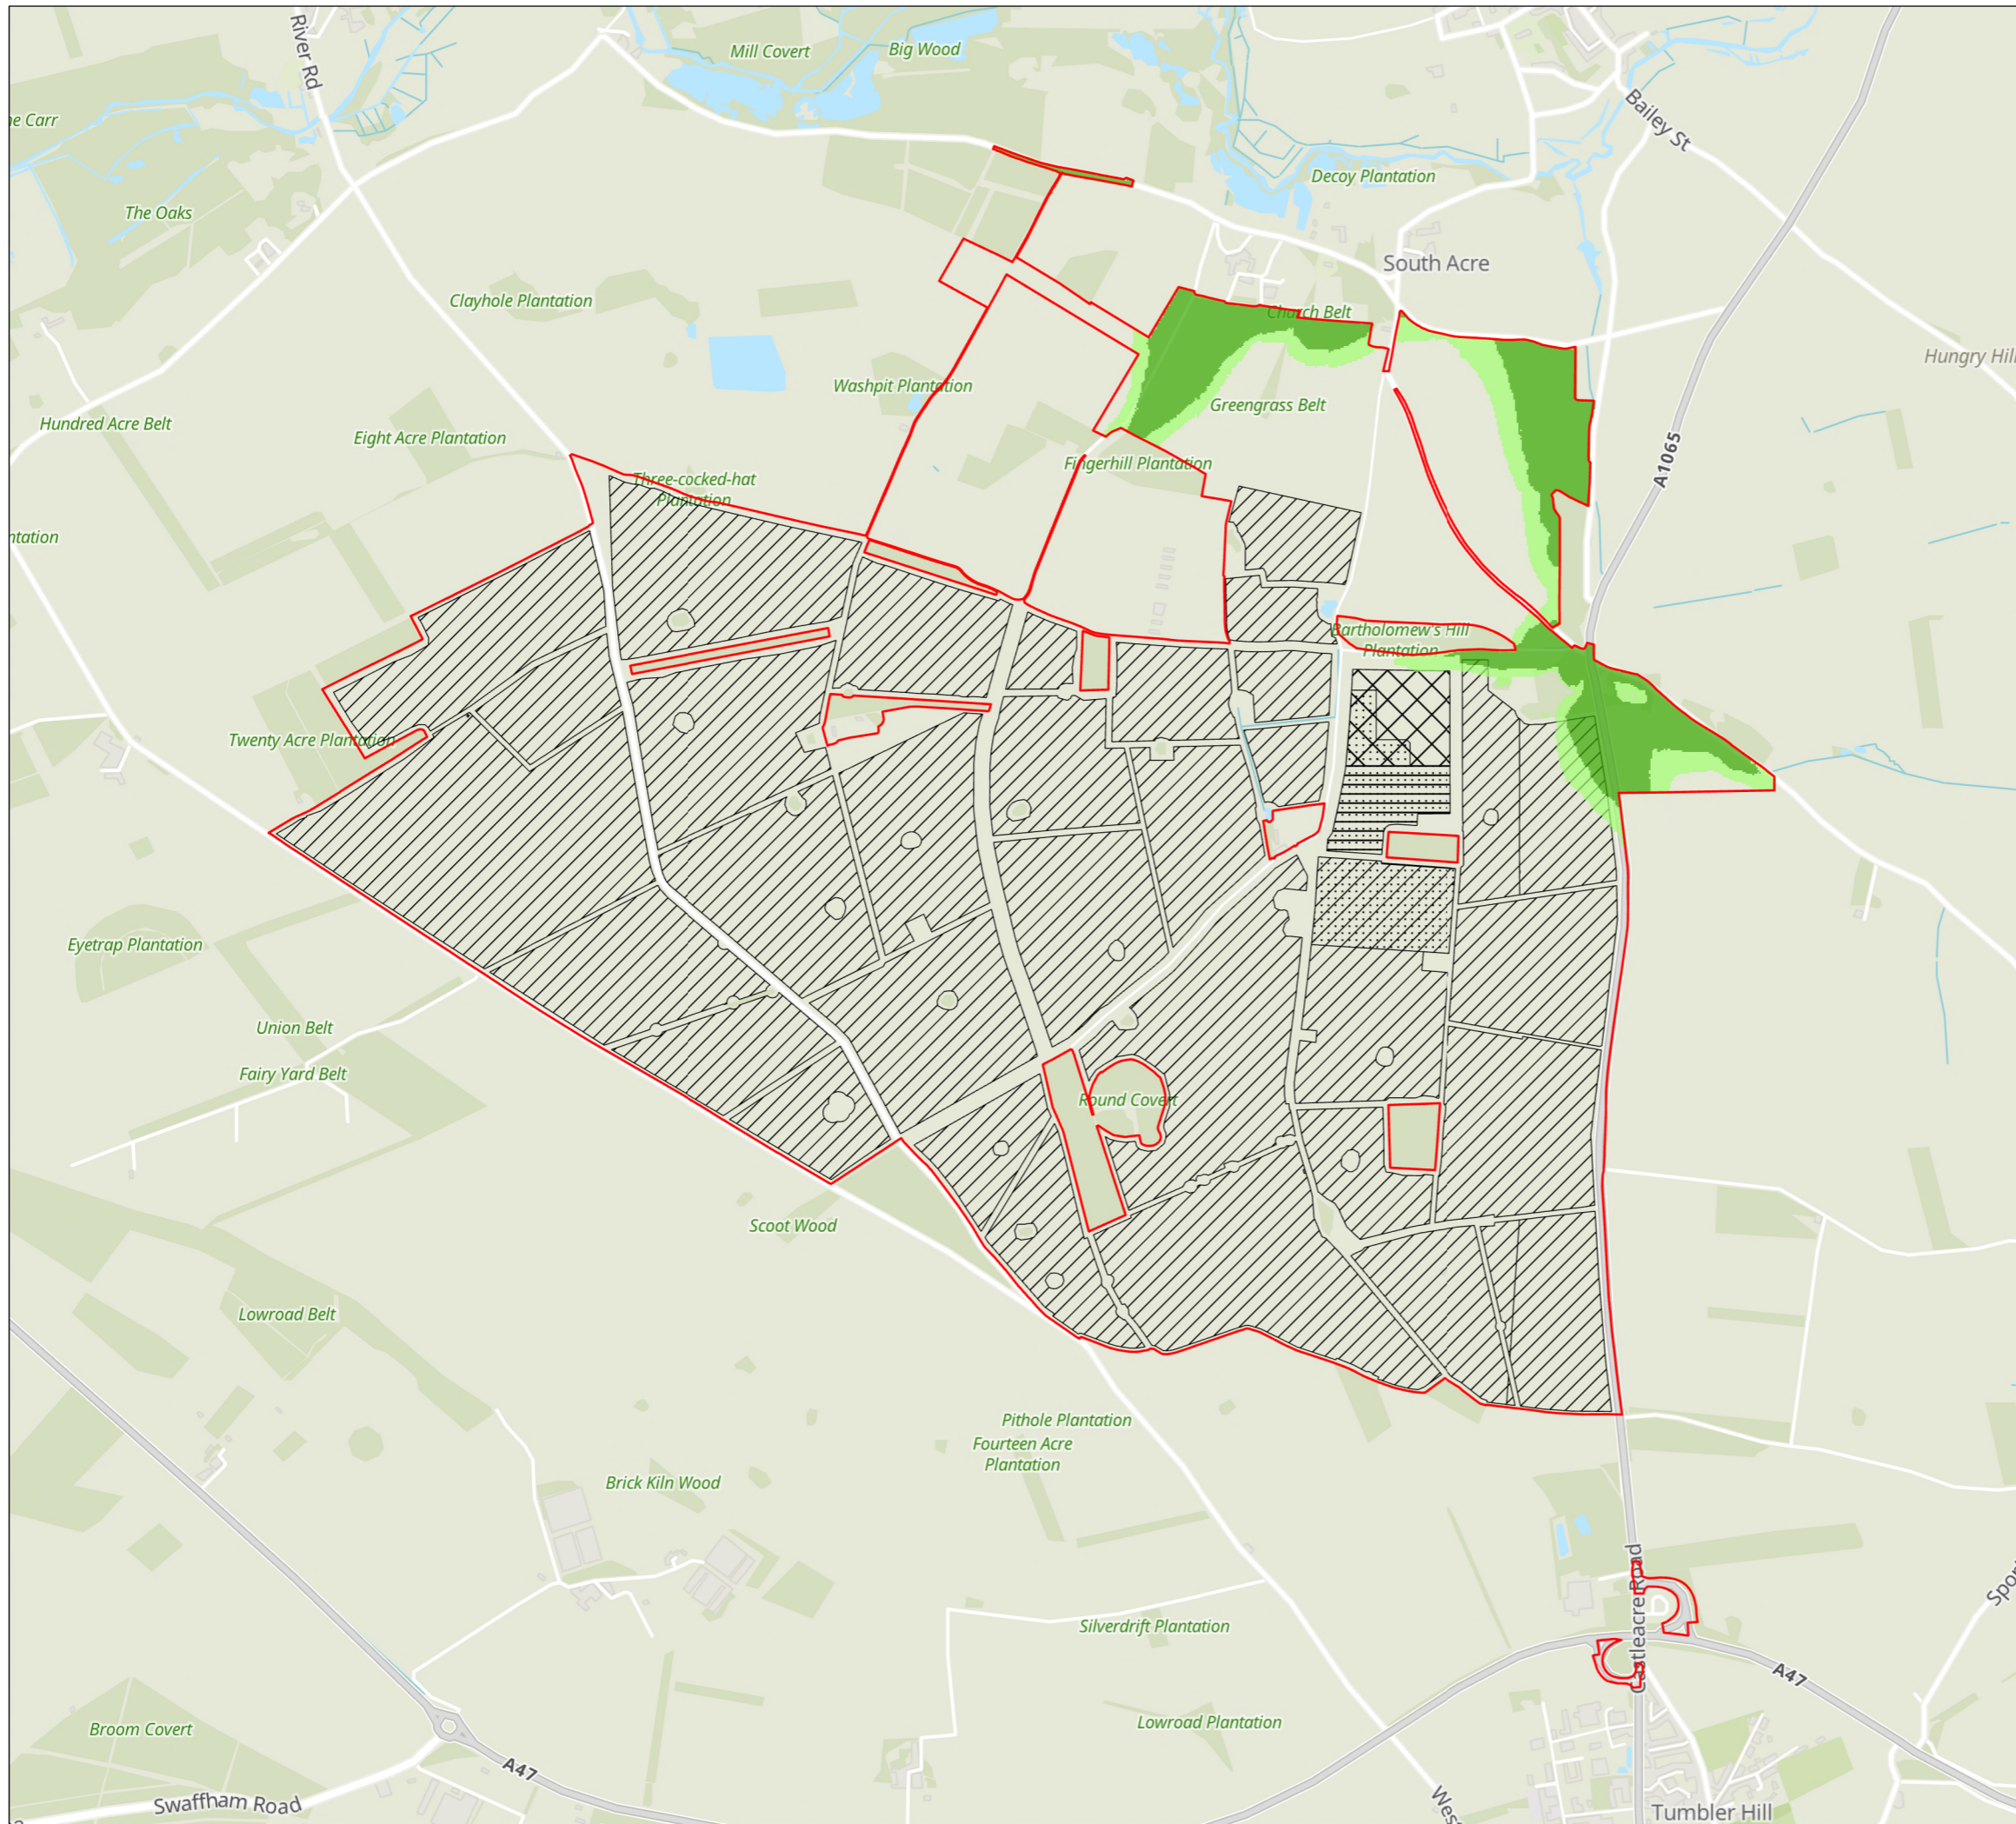 River Rd
Mill Covert
Big Wood
Bailey St
The Oaks
Decoy Plantation
South Acre
Clayhole Plantation
Church Belt
Washpit Plantation
Greengrass Belt
Hundred Acre Belt
Eight Acre Plantation
A1065
Fingerhill Plantation
Three-cocked-hat
Plantation
Bartholomew's Hill
Plantation
Twenty Acre Plantation
Eyetrap Plantation
Union Belt
Fairy Yard Belt
Round Covert
Scoot Wood
Lowroad Belt
Pithole Plantation
Fourteen Acre
Plantation
Brick Kiln Wood
Castleacre Road
Silverdrift Plantation
A47
Lowroad Plantation
Broom Covert
A47
Swaffham Road
Tumbler Hill